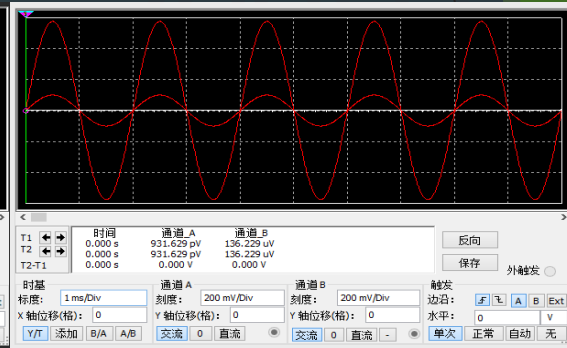 时间 通道_A 通道_B
T1 0.000 s 931.629 pV 136.229 uV
T2 0.000 s 931.629 pV 136.229 uV
T2-T1 0.000 s 0.000 V 0.000 V
反向
保存
外触发
时基
标度: 1 ms/Div
X 轴位移(格): 0
Y/T 添加 B/A A/B
通道 A
刻度: 200 mV/Div
Y 轴位移(格): 0
交流 0 直流
通道 B
刻度: 200 mV/Div
Y 轴位移(格): 0
交流 0 直流 -
触发
边沿: A B Ext
水平: 0 V
单次 正常 自动 无